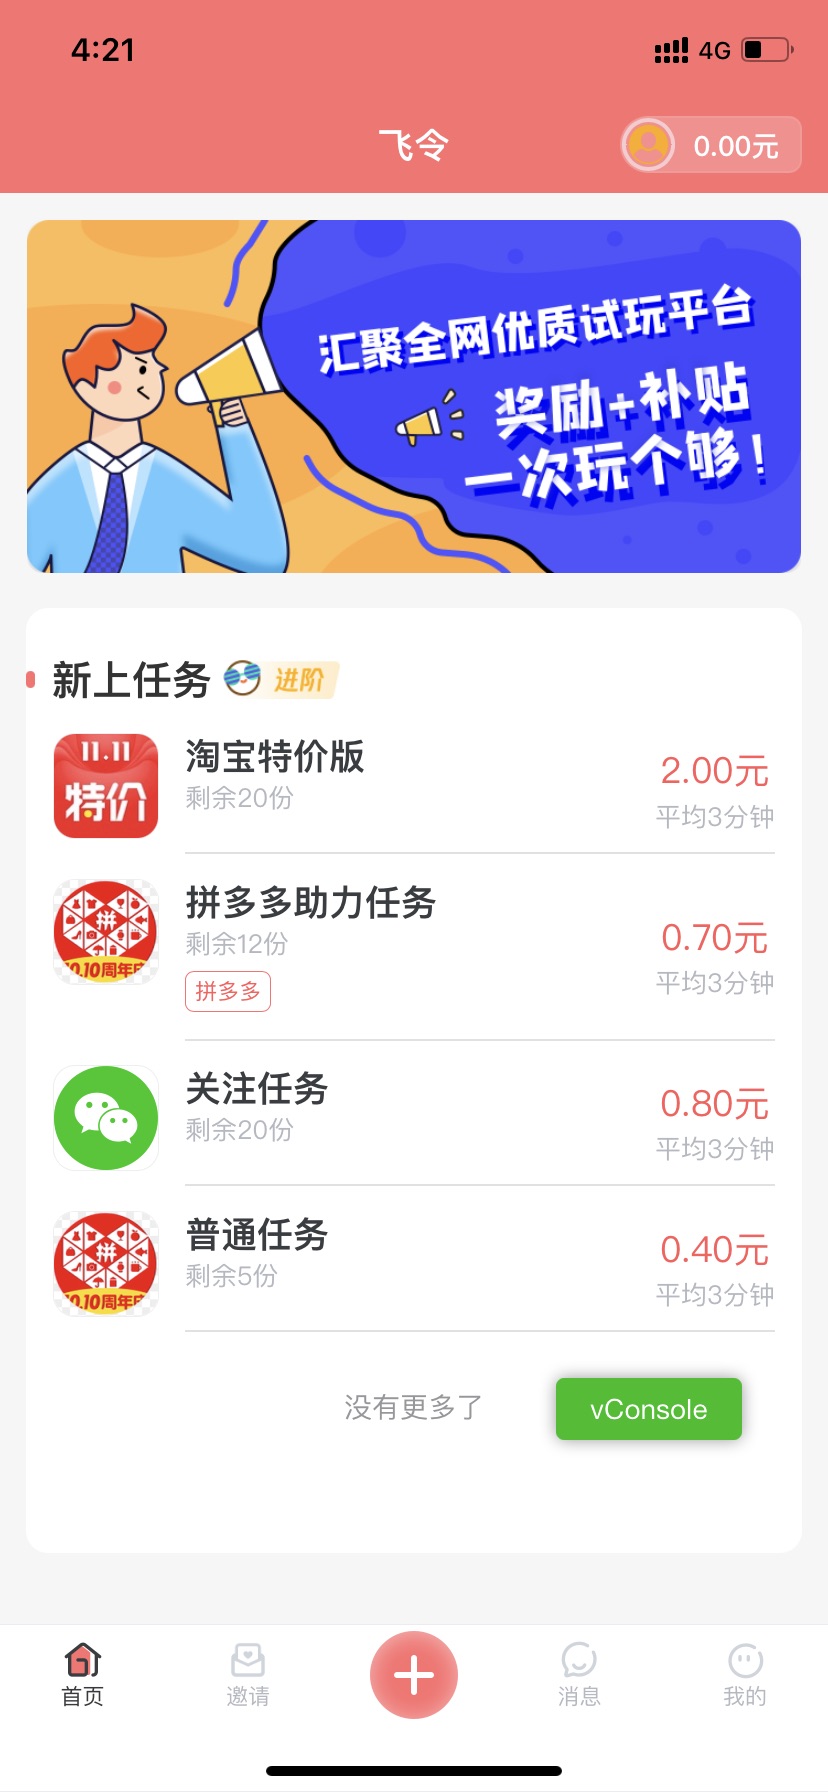 4:21
4G
飞令
0.00元
汇聚全网优质试玩平台
奖励+补贴
一次玩个够！
新上任务
进阶
11.11
特价
淘宝特价版
剩余20份
2.00元
平均3分钟
拼
10.10周年庆
拼多多助力任务
剩余12份
拼多多
0.70元
平均3分钟
关注任务
剩余20份
0.80元
平均3分钟
拼
10.10周年庆
普通任务
剩余5份
0.40元
平均3分钟
没有更多了
vConsole
首页
邀请
消息
我的